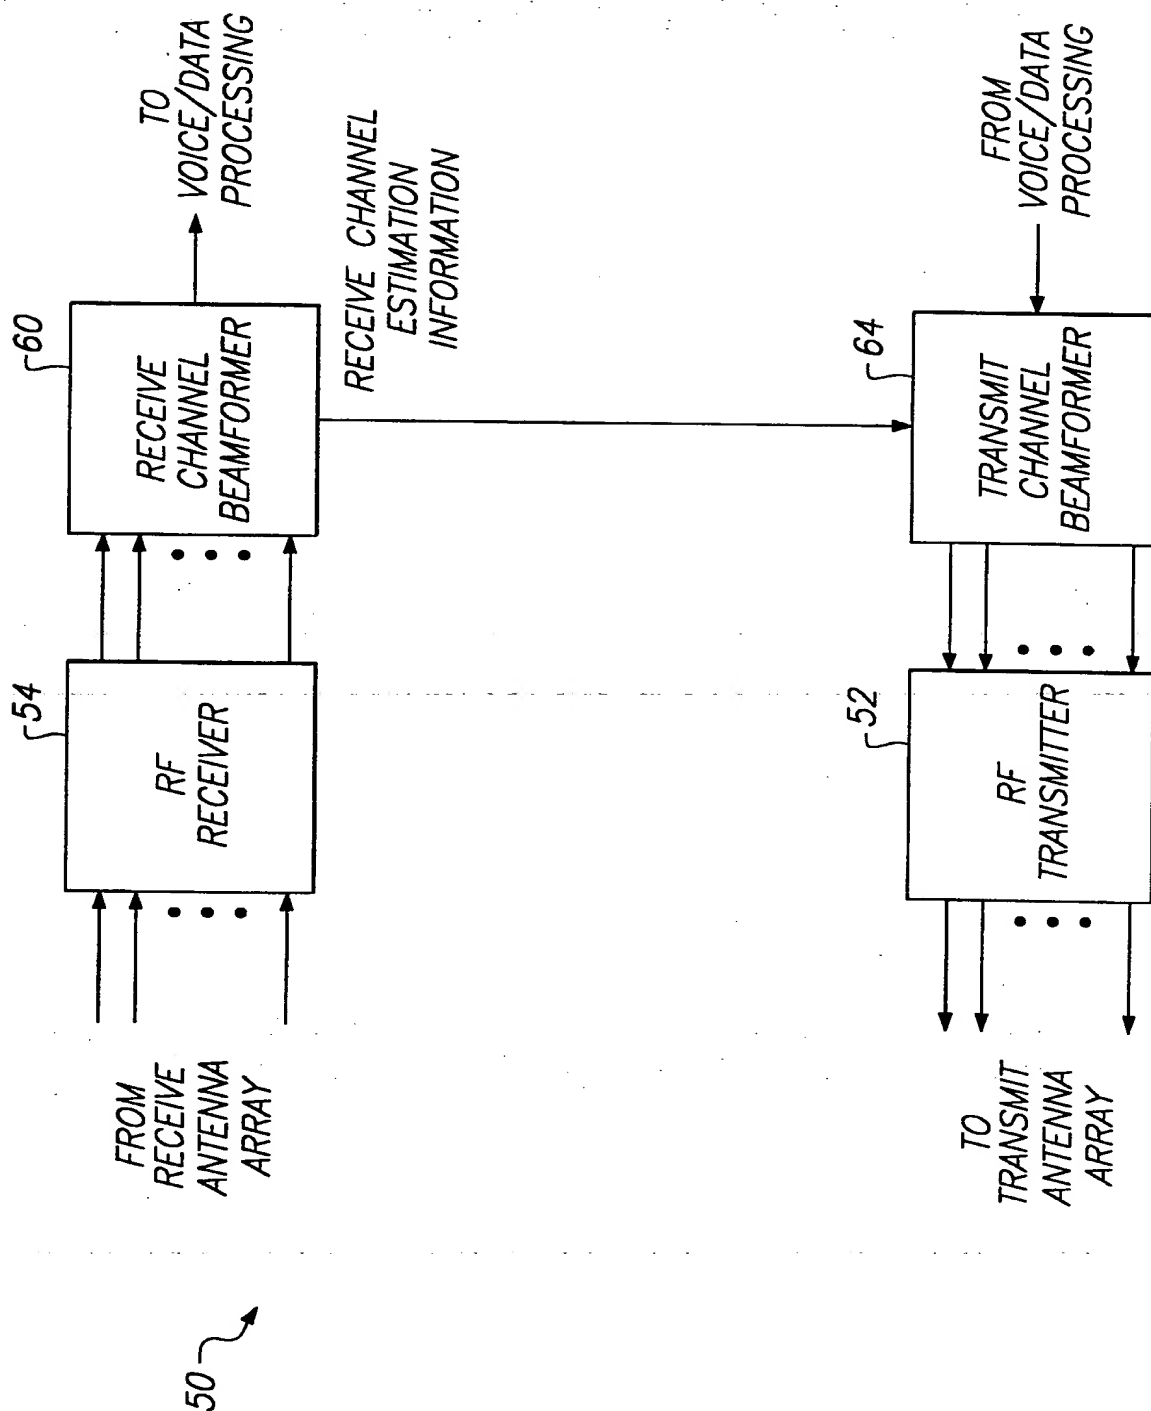 50
FROM
RECEIVE
ANTENNA
ARRAY
54
RF
RECEIVER
60
RECEIVE
CHANNEL
BEAMFORMER
TO
VOICE/DATA
PROCESSING
RECEIVE CHANNEL
ESTIMATION
INFORMATION
TO
TRANSMIT
ANTENNA
ARRAY
52
RF
TRANSMITTER
64
TRANSMIT
CHANNEL
BEAMFORMER
FROM
VOICE/DATA
PROCESSING